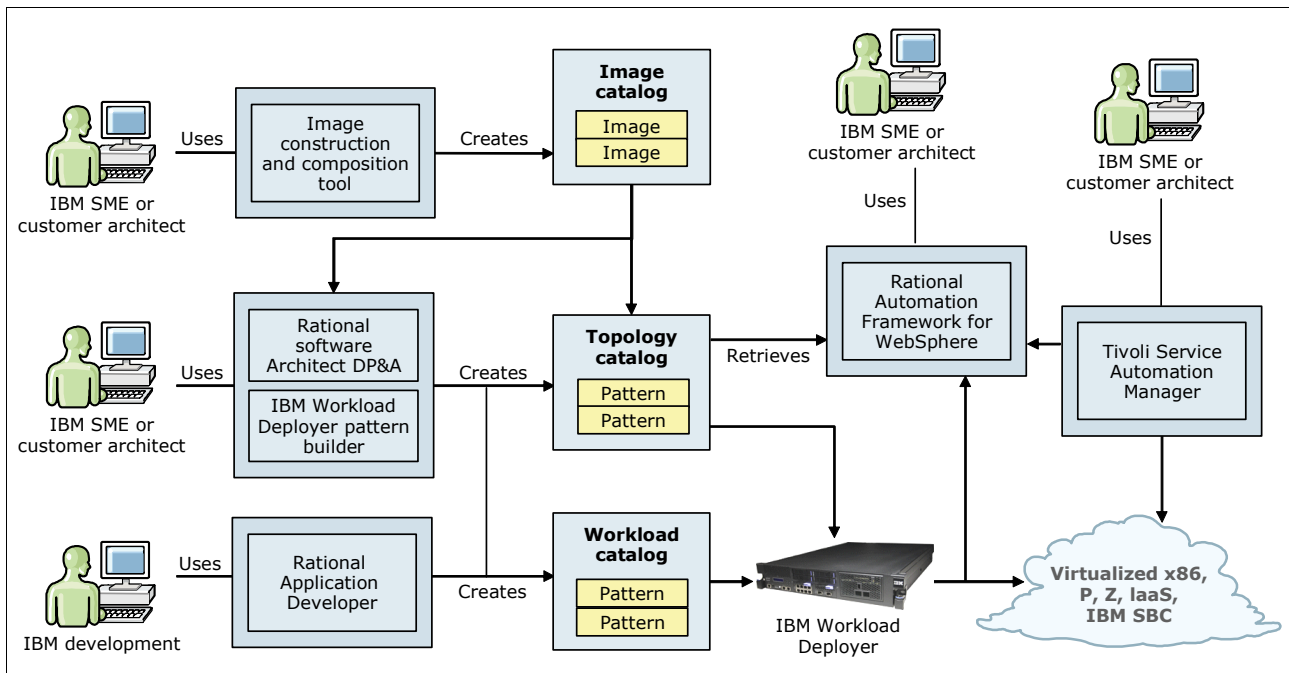 Image
catalog
Image
Image
IBM SME or
customer architect
Uses
Image
construction
and composition
tool
Creates
IBM SME or
customer architect
Uses
IBM SME or
customer architect
Uses
IBM SME or
customer architect
Uses
Rational
software
Architect DP&A
IBM Workload
Deployer pattern
builder
Creates
Topology
catalog
Pattern
Pattern
Retrieves
Rational
Automation
Framework for
WebSphere
Tivoli Service
Automation
Manager
IBM development
Uses
Rational
Application
Developer
Creates
Workload
catalog
Pattern
Pattern
IBM Workload
Deployer
Virtualized x86,
P, Z, IaaS,
IBM SBC